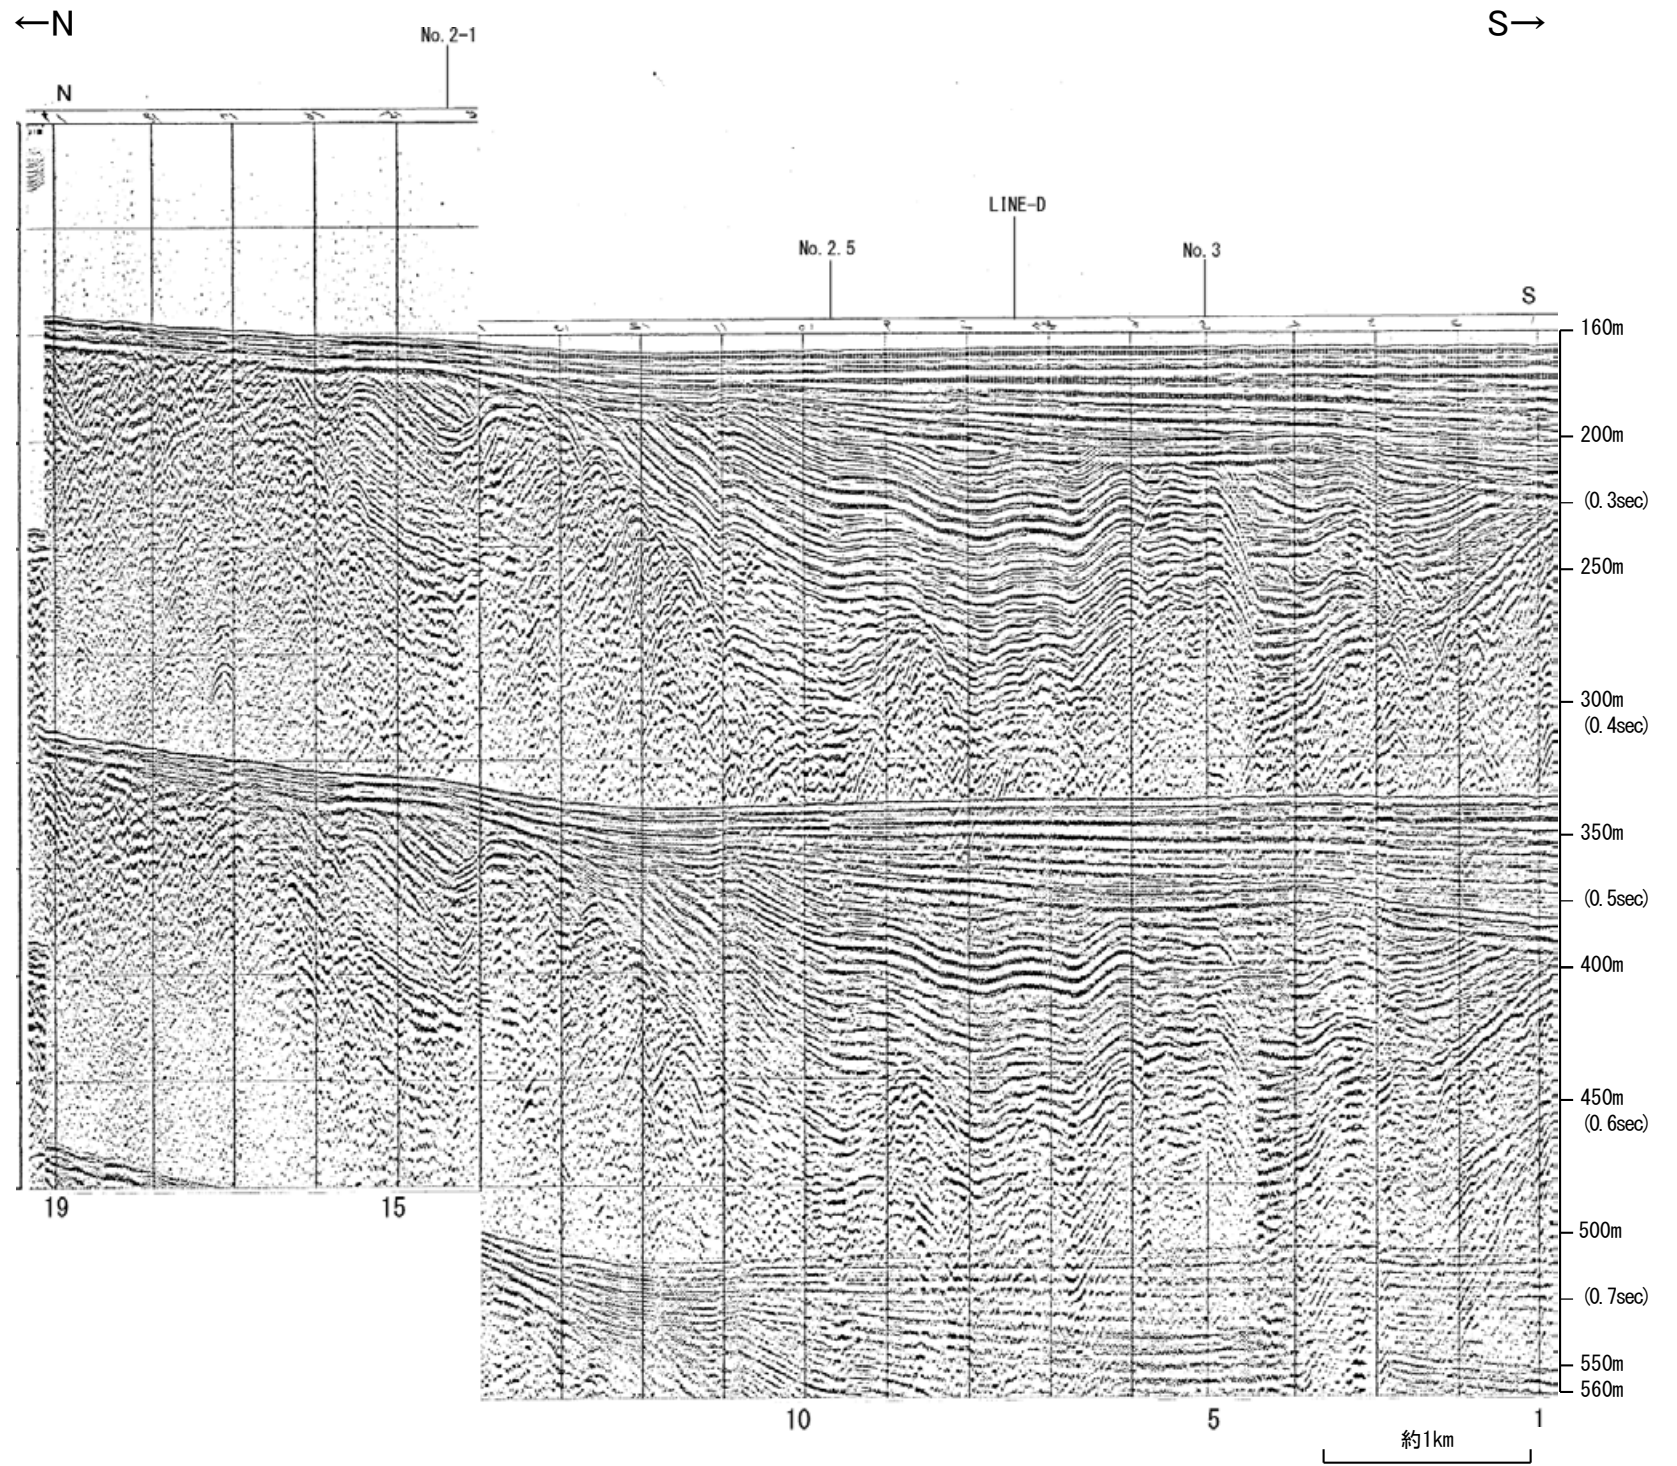 ←N
S→
No. 2-1
N
LINE-D
No. 2. 5
No. 3
S
160m
200m
(0. 3sec)
250m
300m
(0. 4sec)
350m
(0. 5sec)
400m
450m
(0. 6sec)
500m
(0. 7sec)
550m
560m
19
15
10
5
1
約1km